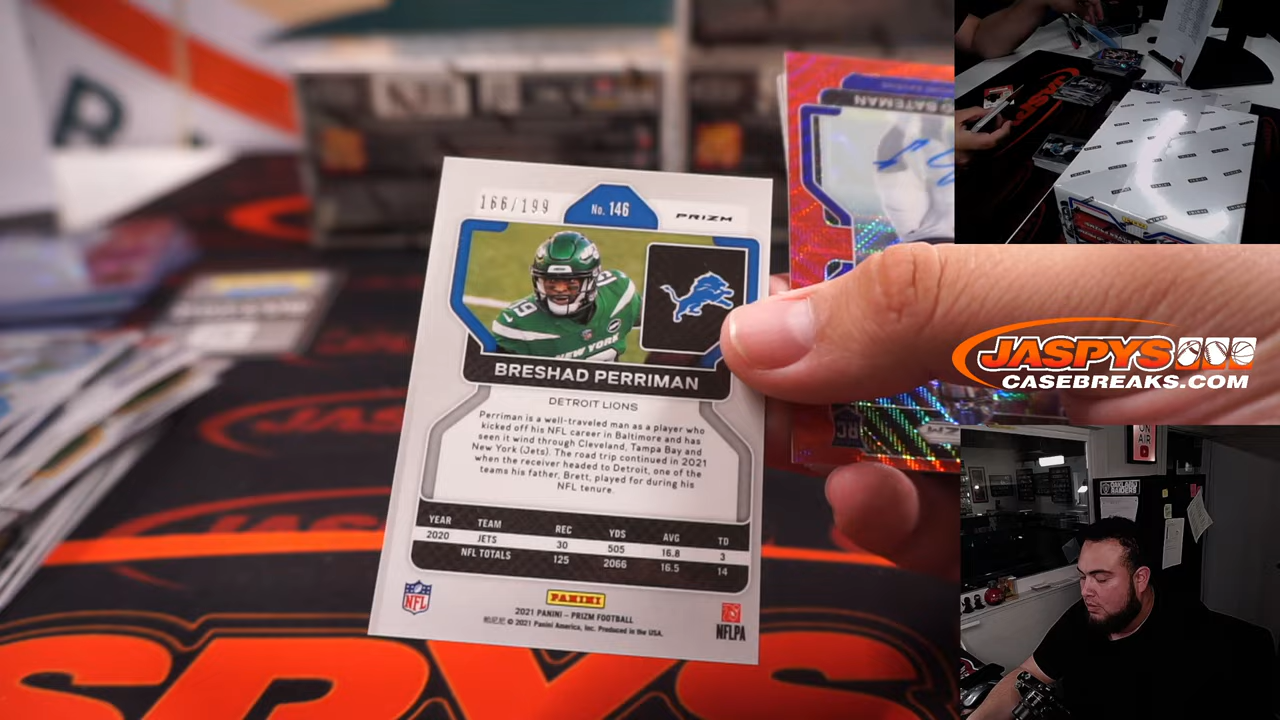 166/199
No. 146
PRIZM
NEW YORK
BRESHAD PERRIMAN
DETROIT LIONS
Perriman is a well-traveled man as a player who
kicked off his NFL career in Baltimore and has
seen it wind through Cleveland, Tampa Bay and
New York (Jets). The road trip continued in 2021
when the receiver headed to Detroit, one of the
teams his father, Brett, played for during his
NFL tenure.
YEAR TEAM REC YDS AVG TD
2020 JETS 30 505 16.8 3
NFL TOTALS 125 2066 16.5 14
NFL
PANINI
2021 PANINI – PRIZM FOOTBALL
© 2021 Panini America, Inc. Produced in the USA.
NFLPA
BATEMAN
RC
JASPYS
CASEBREAKS.COM
ON
AIR
OAKLAND
RAIDERS
JASPYS